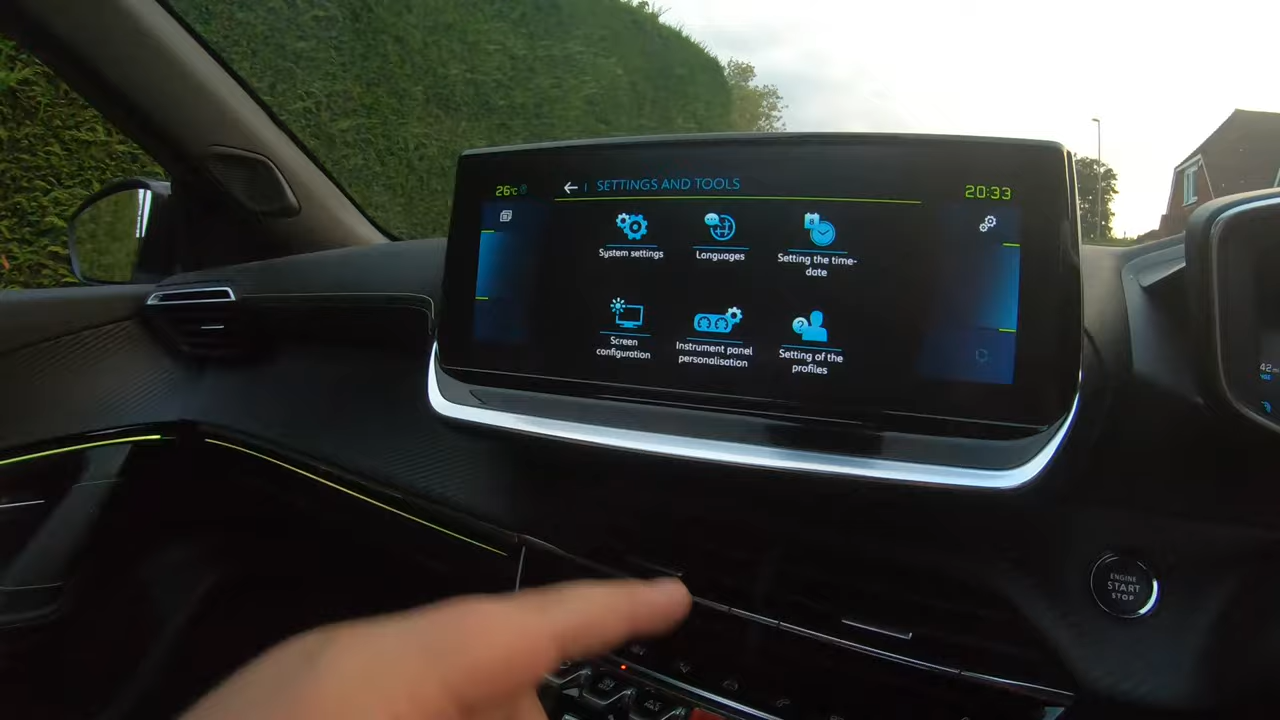 26°C
SETTINGS AND TOOLS
20:33
System settings
Languages
Setting the time-
date
Screen
configuration
Instrument panel
personalisation
Setting of the
profiles
ENGINE
START
STOP
42